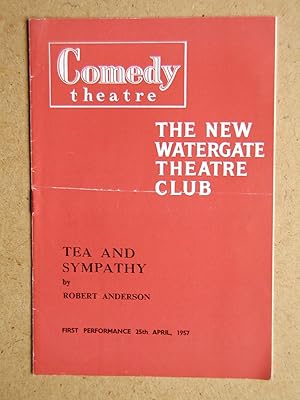 Comedy
theatre
THE NEW
WATERGATE
THEATRE
CLUB
TEA AND
SYMPATHY
by
ROBERT ANDERSON
FIRST PERFORMANCE 25th APRIL, 1957